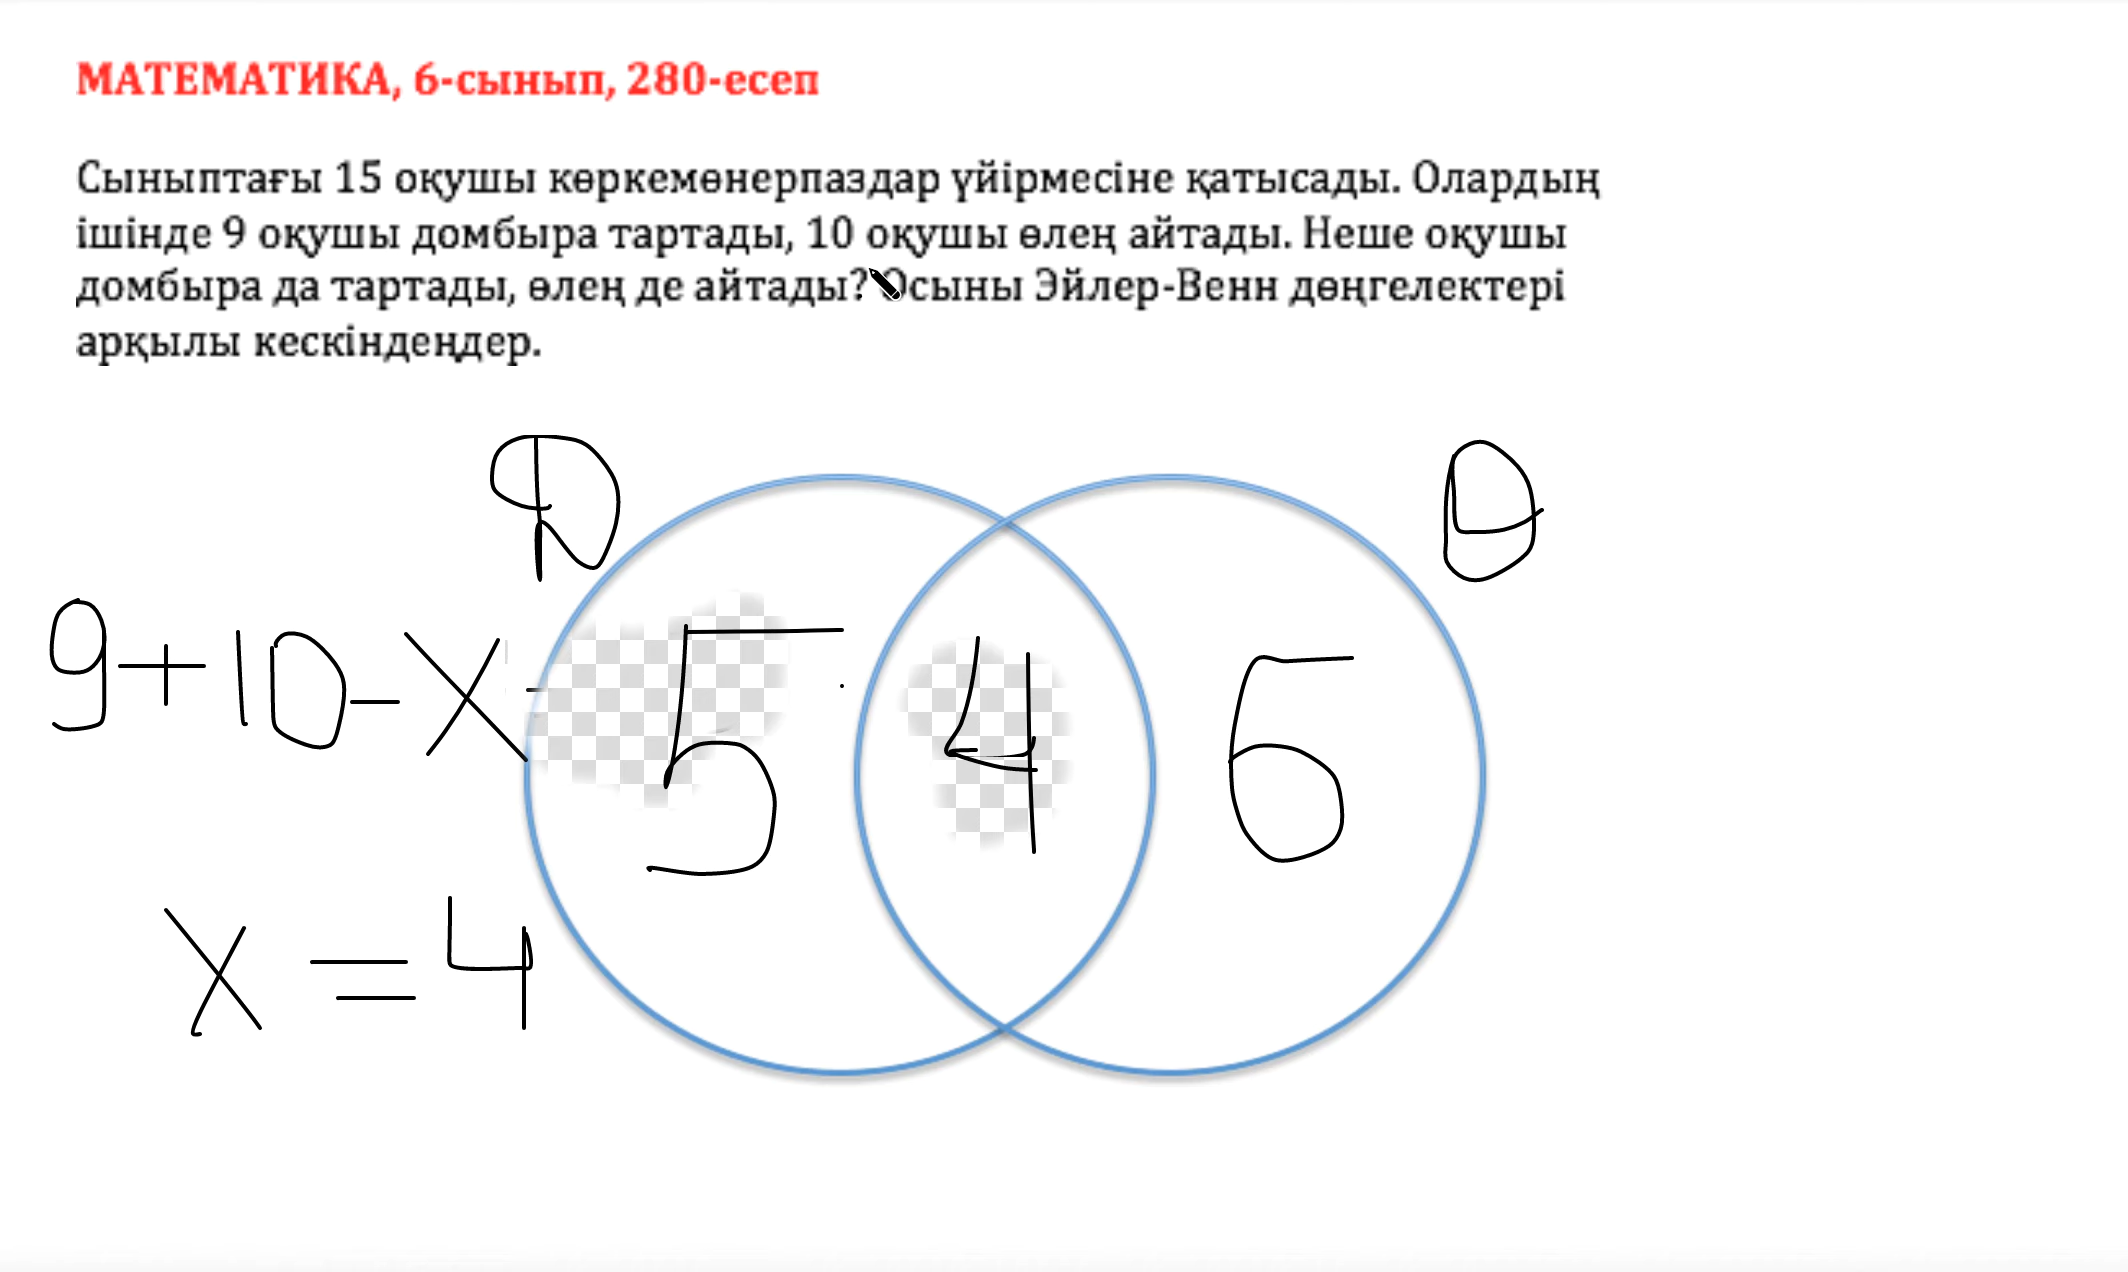 МАТЕМАТИКА, 6-сынып, 280-есеп
Сыныптағы 15 оқушы көркемөнерпаздар үйірмесіне қатысады. Олардың
ішінде 9 оқушы домбыра тартады, 10 оқушы өлең айтады. Неше оқушы
домбыра да тартады, өлең де айтады? Осыны Эйлер-Венн дөңгелектері
арқылы кескіндеңдер.
Д Ө
9+10-X
5 4 6
X = 4